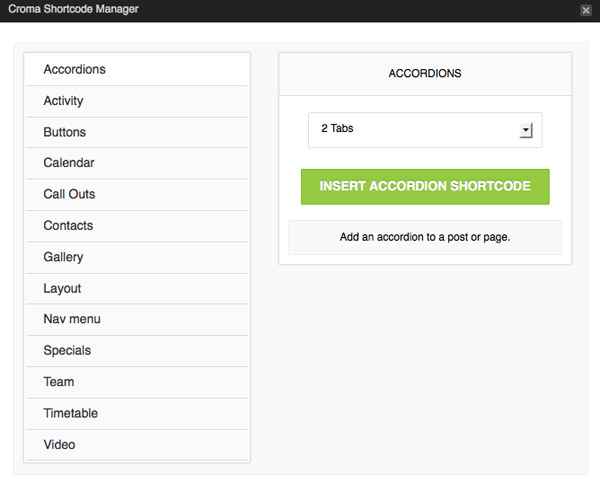 Croma Shortcode Manager
Accordions
Activity
Buttons
Calendar
Call Outs
Contacts
Gallery
Layout
Nav menu
Specials
Team
Timetable
Video
ACCORDIONS
2 Tabs
INSERT ACCORDION SHORTCODE
Add an accordion to a post or page.